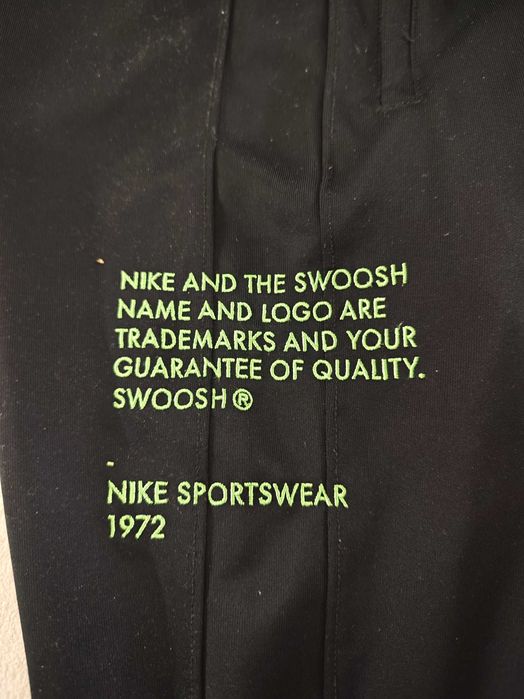 NIKE AND THE SWOOSH
NAME AND LOGO ARE
TRADEMARKS AND YOUR
GUARANTEE OF QUALITY.
SWOOSH®
-
NIKE SPORTSWEAR
1972